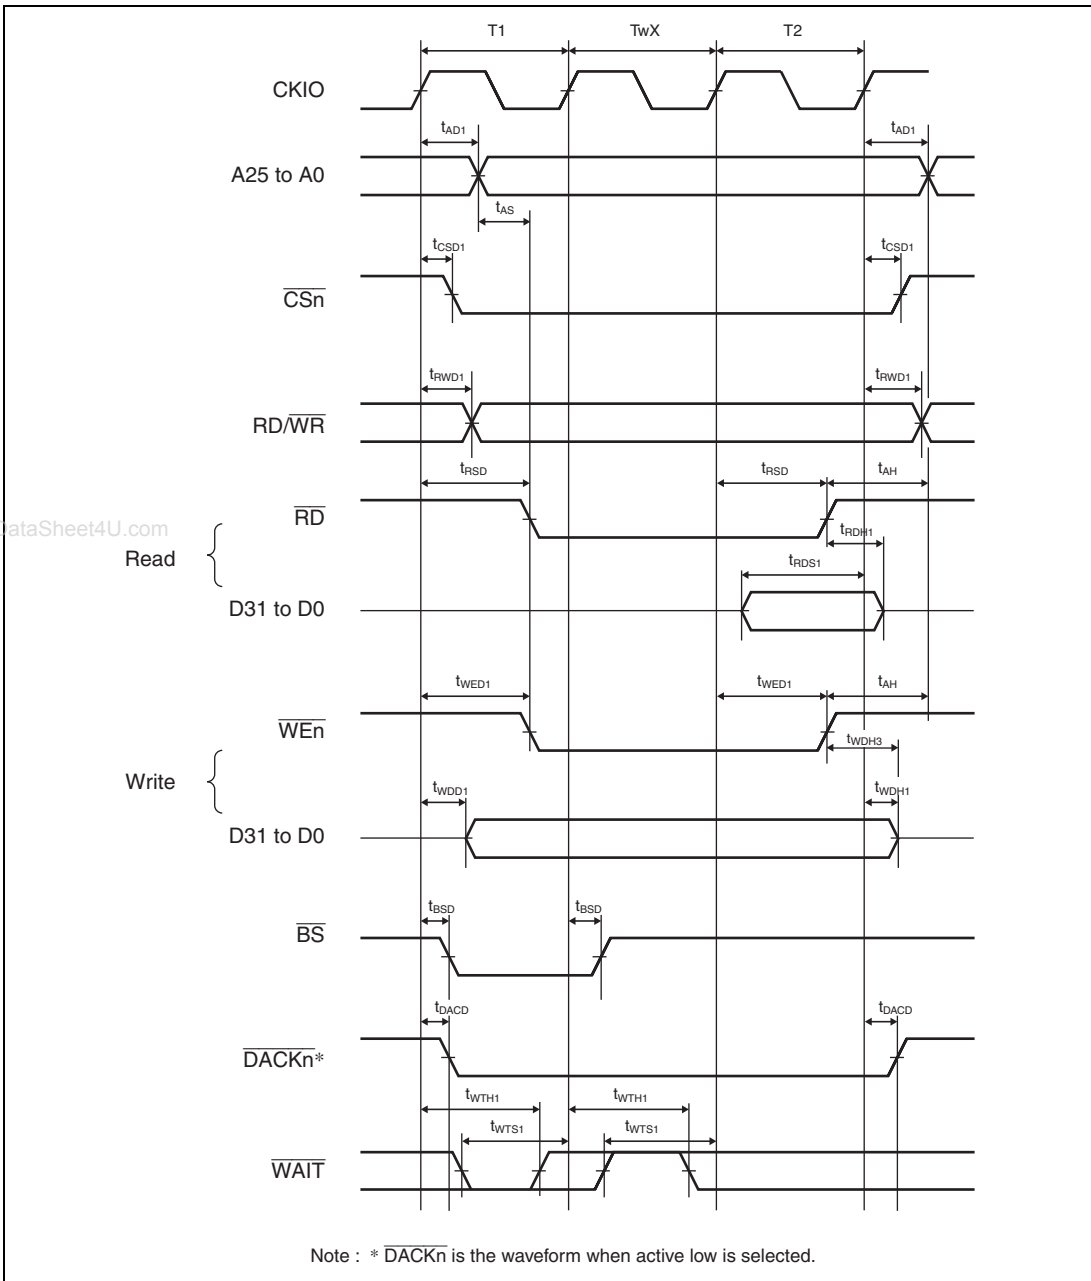 T1 TwX T2
CKIO
tAD1 tAD1
A25 to A0
tAS
tCSD1 tCSD1
CSn
tRWD1 tRWD1
RD/WR
tRSD tRSD tAH
RD
DataSheet4U.com
tRDH1
Read
tRDS1
D31 to D0
tWED1 tWED1 tAH
WEn
tWDH3
Write
tWDD1 tWDH1
D31 to D0
tBSD tBSD
BS
tDACD tDACD
DACKn*
tWTH1 tWTH1
tWTS1 tWTS1
WAIT
Note : * DACKn is the waveform when active low is selected.